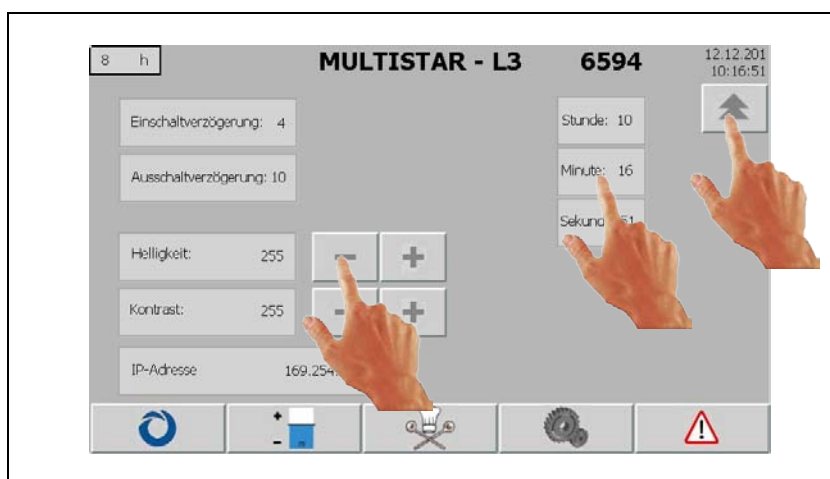 8 h
MULTISTAR - L3 6594
12.12.201
10:16:51
Einschaltverzögerung: 4
Stunde: 10
Ausschaltverzögerung: 10
Minute: 16
Helligkeit: 255
- +
Kontrast: 255
+
IP-Adresse
+
-